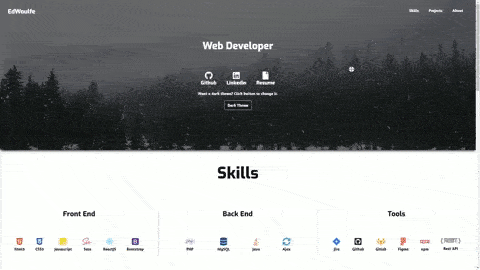 EdWoulfe
Skills Projects About
Web Developer
Github LinkedIn Resume
Want a dark theme? Click button to change it.
Dark Theme
Skills
Front End Back End Tools
Html5 CSS3 Javascript Sass ReactJS Bootstrap PHP MySQL Java Ajax Jira Github Gitlab Figma npm Rest API